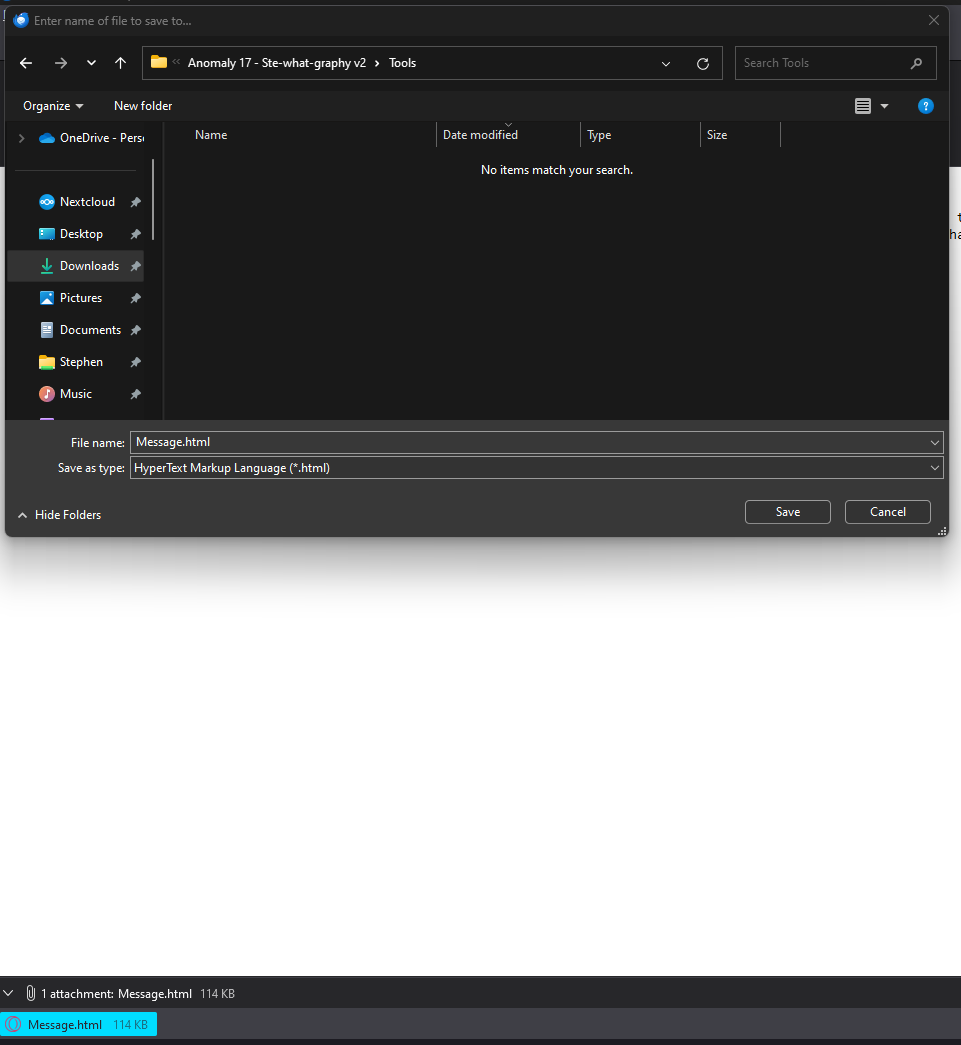 Enter name of file to save to...
Anomaly 17 - Ste-what-graphy v2 Tools
Search Tools
Organize New folder
Name Date modified Type Size
OneDrive - Pers
No items match your search.
Nextcloud
Desktop
Downloads
Pictures
Documents
Stephen
Music
File name: Message.html
Save as type: HyperText Markup Language (*.html)
Hide Folders Save Cancel
1 attachment: Message.html 114 KB
Message.html 114 KB